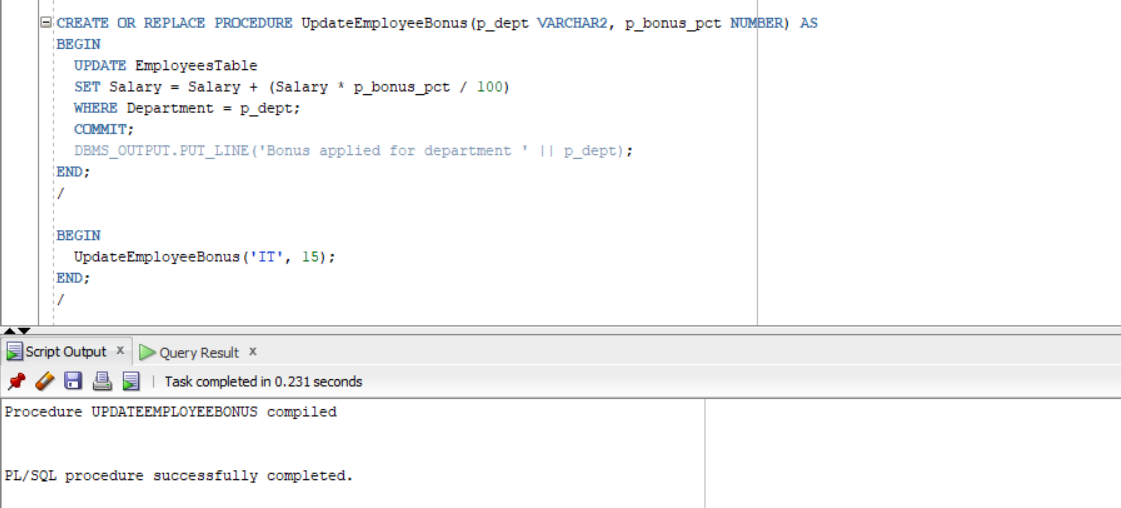 CREATE OR REPLACE PROCEDURE UpdateEmployeeBonus(p_dept VARCHAR2, p_bonus_pct NUMBER) AS
BEGIN
  UPDATE EmployeesTable
  SET Salary = Salary + (Salary * p_bonus_pct / 100)
  WHERE Department = p_dept;
  COMMIT;
  DBMS_OUTPUT.PUT_LINE('Bonus applied for department ' || p_dept);
END;
/
BEGIN
  UpdateEmployeeBonus('IT', 15);
END;
/
Script Output x Query Result x
Task completed in 0.231 seconds
Procedure UPDATEEMPLOYEEBONUS compiled
PL/SQL procedure successfully completed.